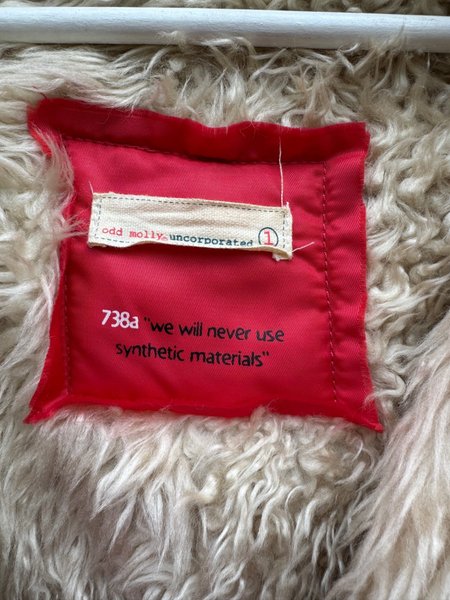 odd molly uncorporated 1
738a "we will never use
synthetic materials"